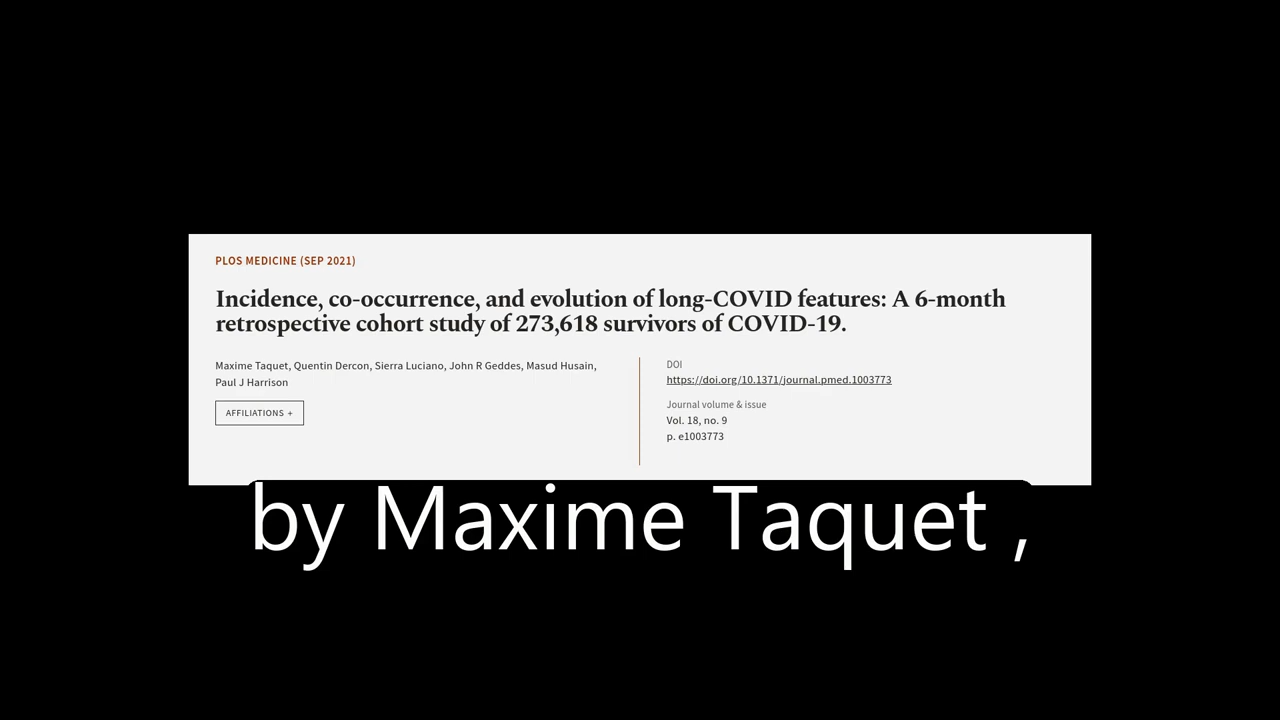 PLOS MEDICINE (SEP 2021)
Incidence, co-occurrence, and evolution of long-COVID features: A 6-month
retrospective cohort study of 273,618 survivors of COVID-19.
Maxime Taquet, Quentin Dercon, Sierra Luciano, John R Geddes, Masud Husain,
Paul J Harrison
AFFILIATIONS +
DOI
https://doi.org/10.1371/journal.pmed.1003773
Journal volume & issue
Vol. 18, no. 9
p. e1003773
by Maxime Taquet ,